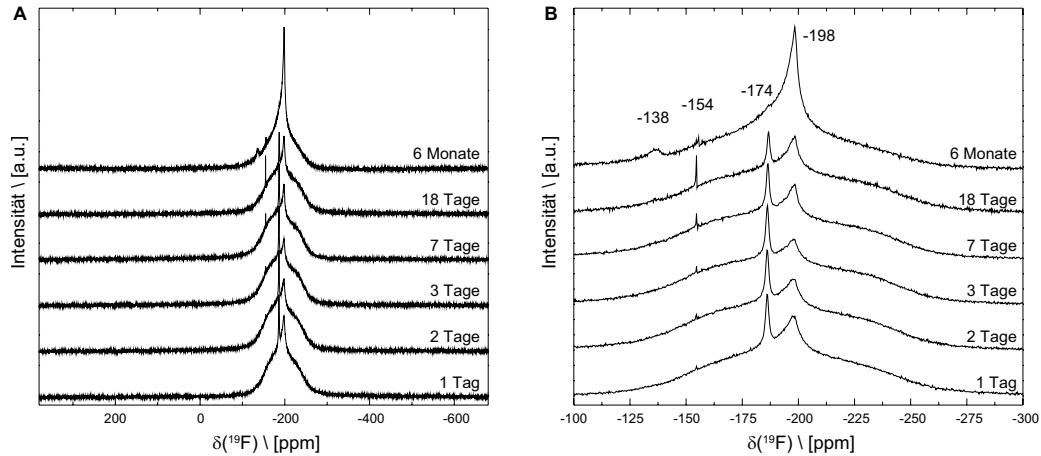 A
Intensität \ [a.u.]
6 Monate
18 Tage
7 Tage
3 Tage
2 Tage
1 Tag
200 0 -200 -400 -600
δ(¹⁹F) \ [ppm]
B
Intensität \ [a.u.]
-198
-174
-154
-138
6 Monate
18 Tage
7 Tage
3 Tage
2 Tage
1 Tag
-100 -125 -150 -175 -200 -225 -250 -275 -300
δ(¹⁹F) \ [ppm]